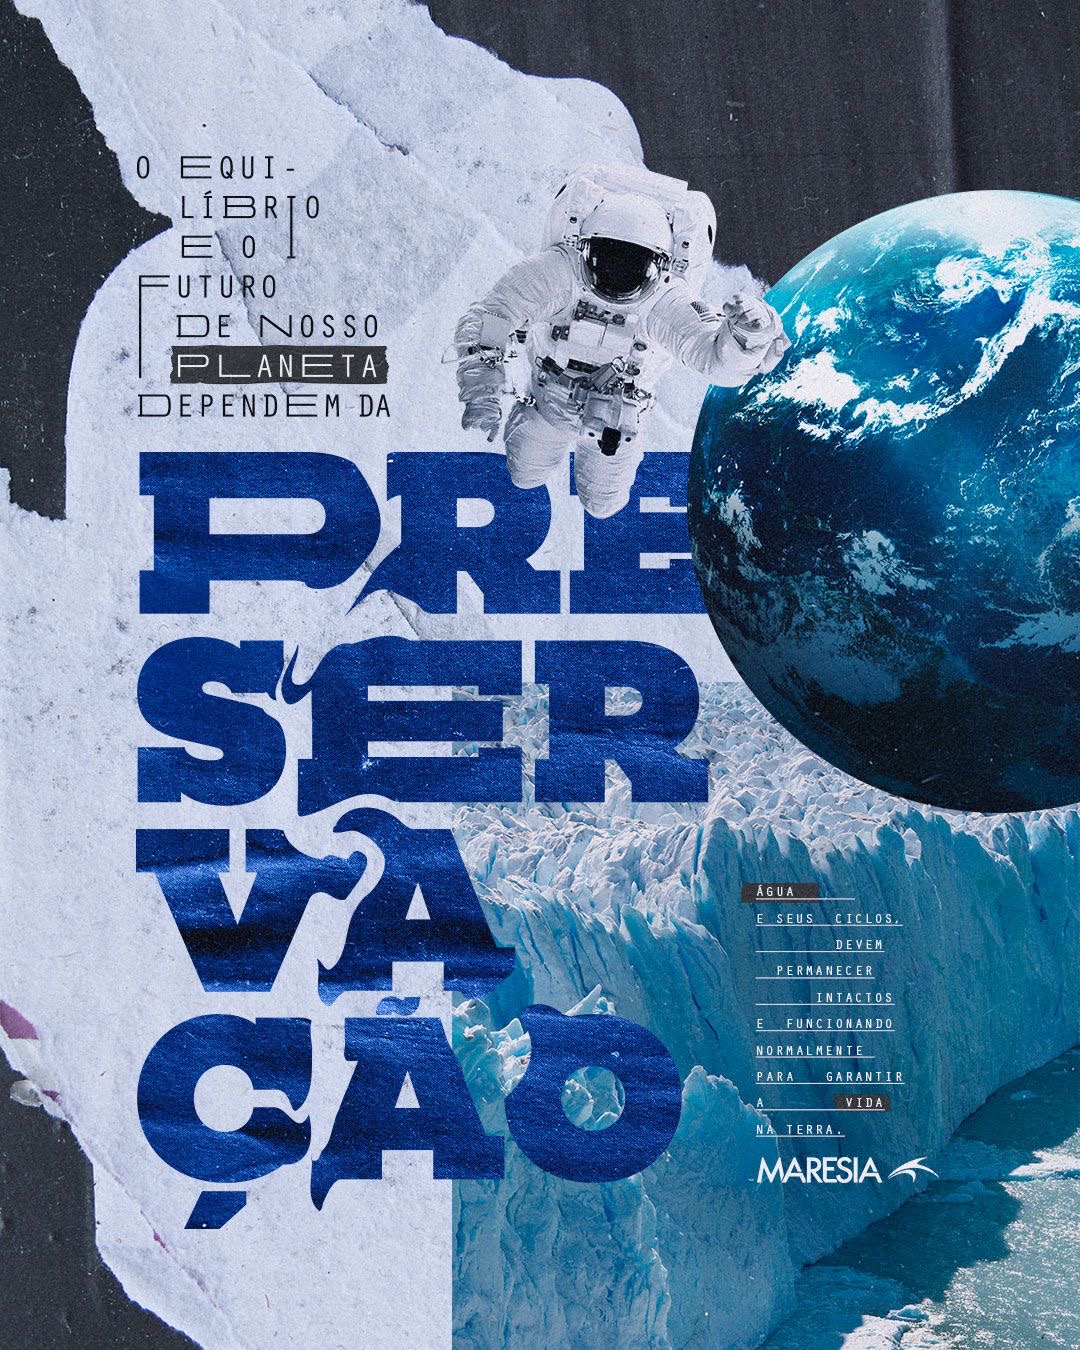 O EQUI-
LÍBRIO
E O
FUTURO
DE NOSSO
PLANETA
DEPENDEM DA
PRE
SER
VA
ÇÃO
ÁGUA
E SEUS CICLOS,
DEVEM
PERMANECER
INTACTOS
E FUNCIONANDO
NORMALMENTE
PARA GARANTIR
A VIDA
NA TERRA.
MARESIA